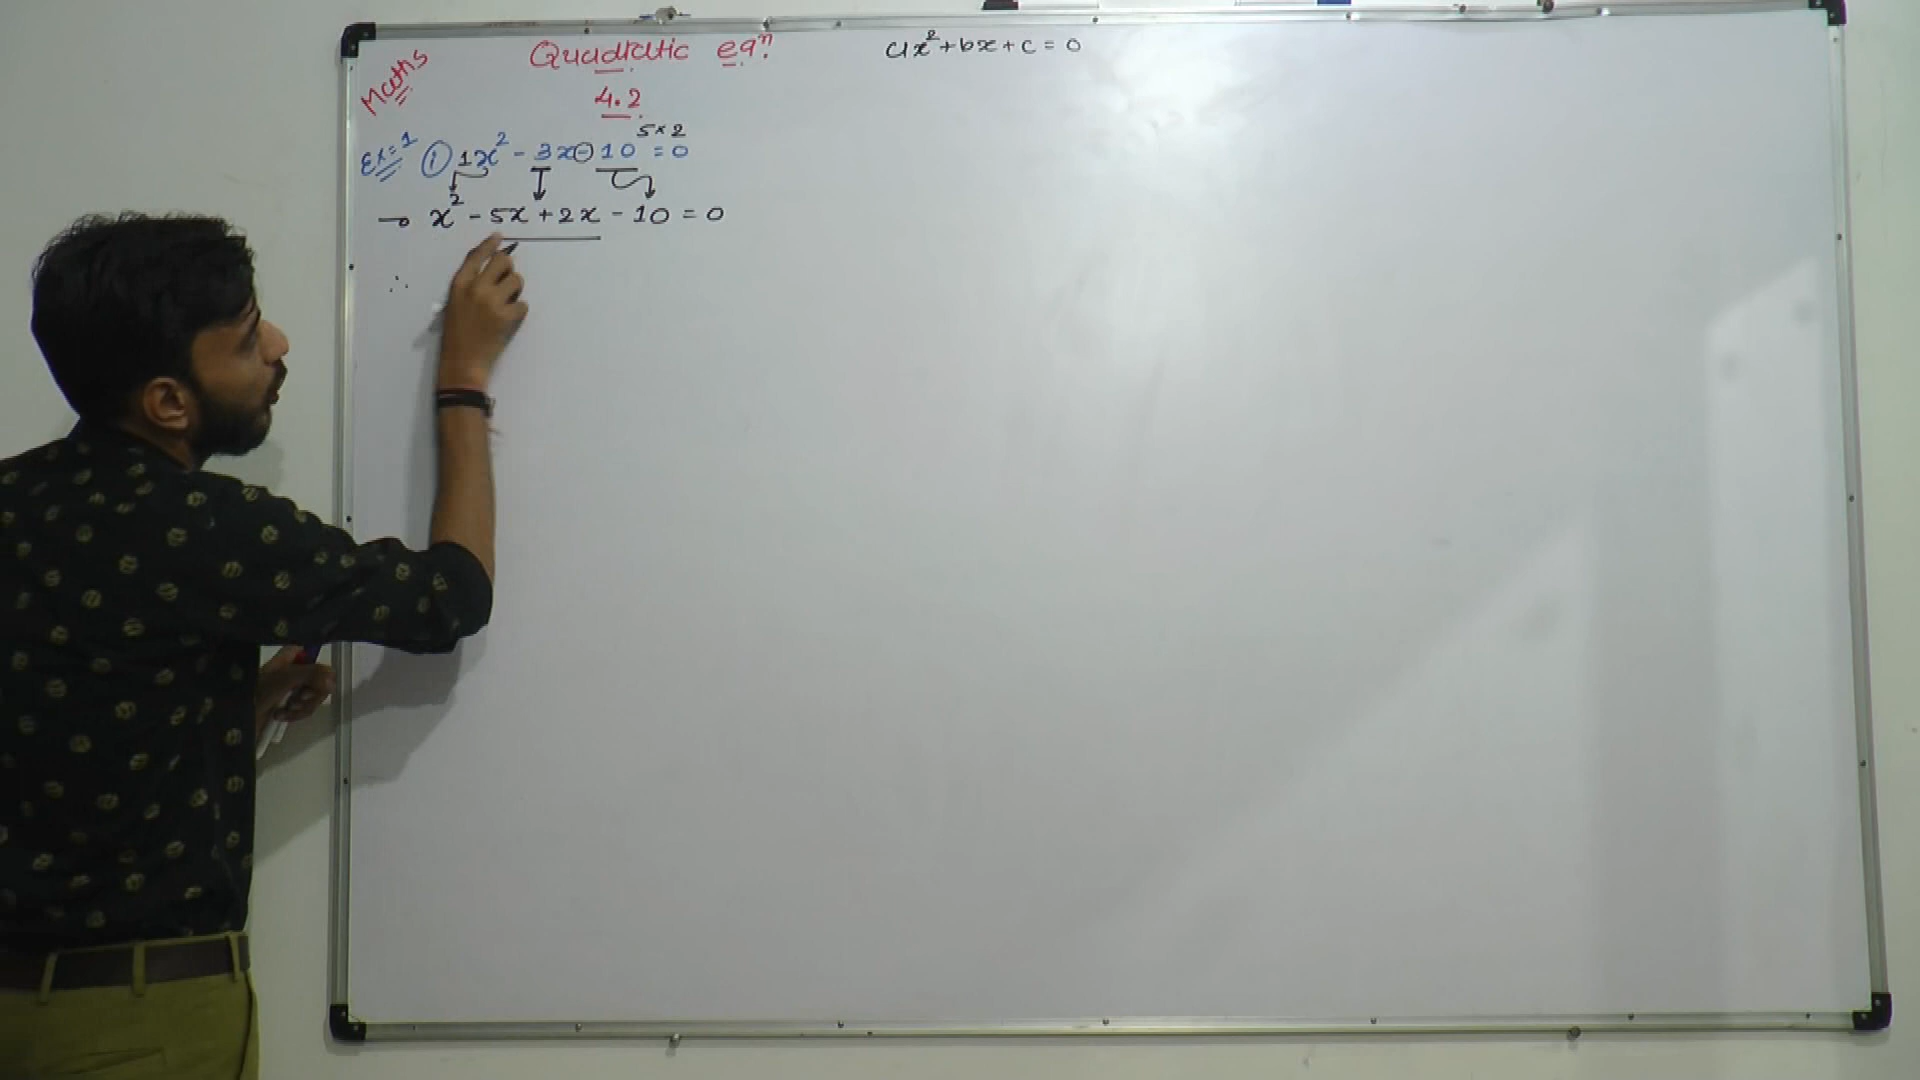 Maths
Quadratic eqⁿ.
ax² + bx + c = 0
4.2
5 × 2
Ex = 1 ① 1x² - 3x - 10 = 0
→ x² - 5x + 2x - 10 = 0
∴